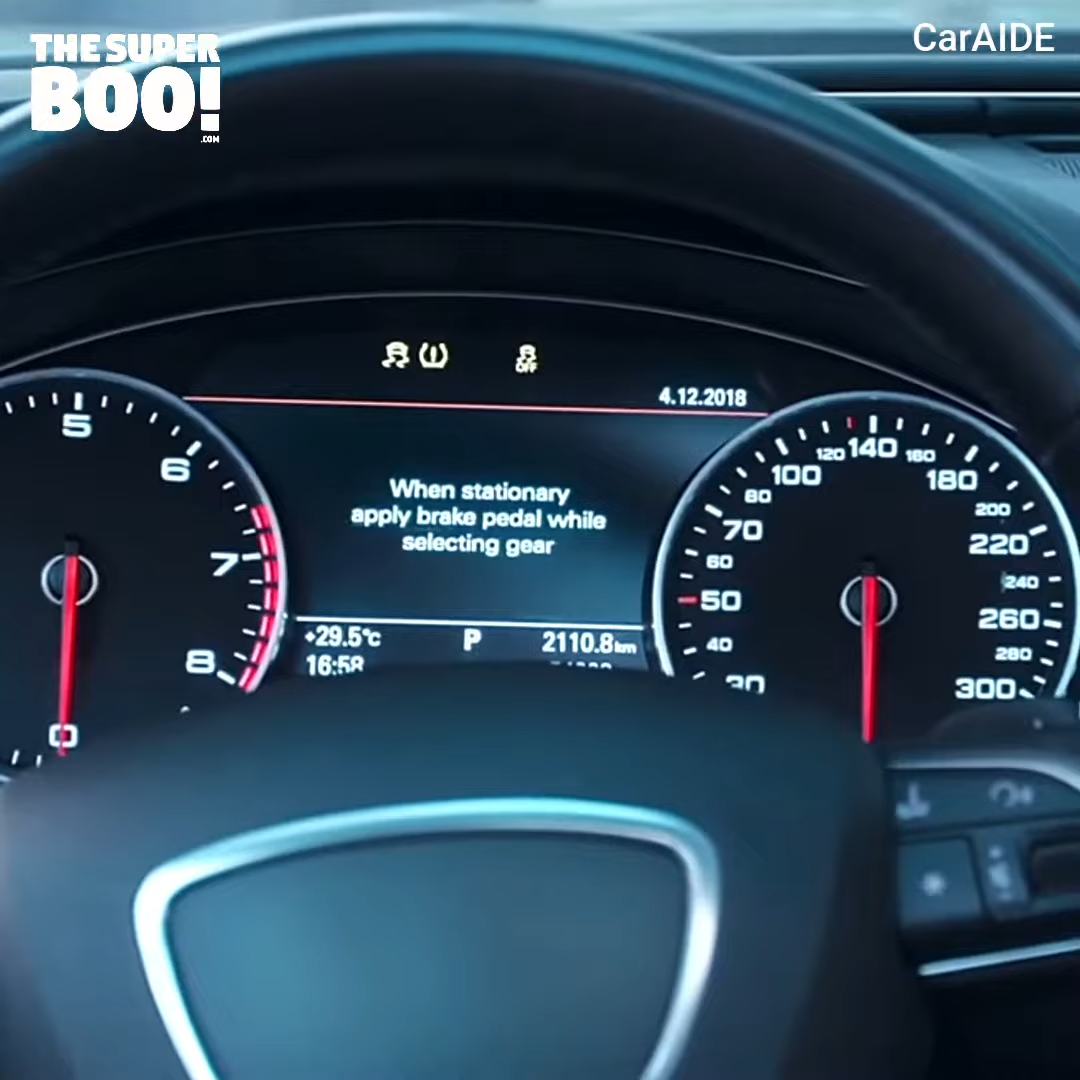 THE SUPER
BOO!
.COM
CarAIDE
OFF
4.12.2018
When stationary
apply brake pedal while
selecting gear
+29.5°c
P
2110.8km
16:58
5
6
7
8
0
30
40
50
60
70
80
100
120
140
160
180
200
220
240
260
280
300